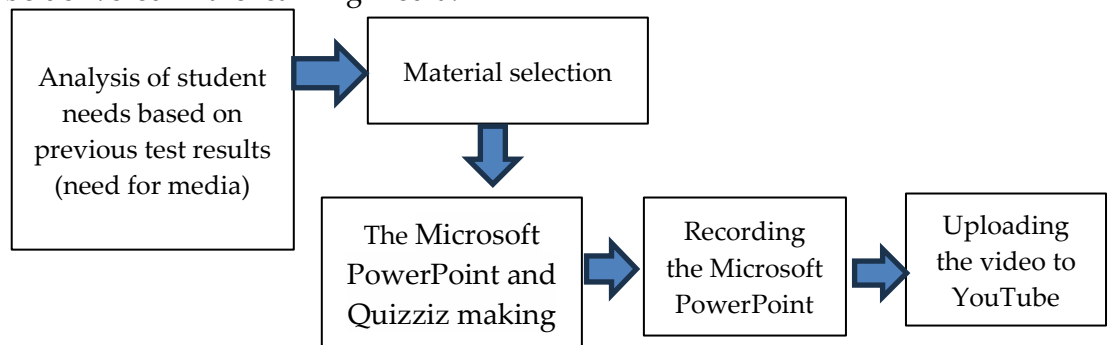 Analysis of student
needs based on
previous test results
(need for media)
Material selection
The Microsoft
PowerPoint and
Quizziz making
Recording
the Microsoft
PowerPoint
Uploading
the video to
YouTube